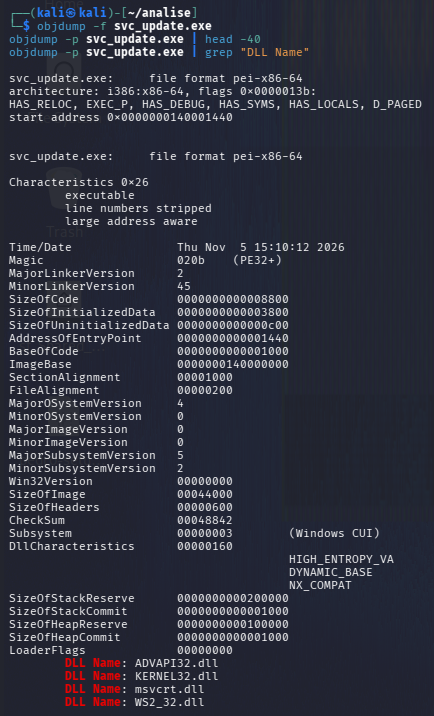 ┌──(kali㉿kali)-[~/analise]
└─$ objdump -f svc_update.exe
objdump -p svc_update.exe | head -40
objdump -p svc_update.exe | grep "DLL Name"

svc_update.exe:     file format pei-x86-64
architecture: i386:x86-64, flags 0x0000013b:
HAS_RELOC, EXEC_P, HAS_DEBUG, HAS_SYMS, HAS_LOCALS, D_PAGED
start address 0x0000000140001440

svc_update.exe:     file format pei-x86-64

Characteristics 0x26
        executable
        line numbers stripped
        large address aware

Time/Date               Thu Nov  5 15:10:12 2026
Magic                   020b    (PE32+)
MajorLinkerVersion      2
MinorLinkerVersion      45
SizeOfCode              0000000000008800
SizeOfInitializedData   0000000000003800
SizeOfUninitializedData 0000000000000c00
AddressOfEntryPoint     0000000000001440
BaseOfCode              0000000000001000
ImageBase               0000000140000000
SectionAlignment        00001000
FileAlignment           00000200
MajorOSystemVersion     4
MinorOSystemVersion     0
MajorImageVersion       0
MinorImageVersion       0
MajorSubsystemVersion   5
MinorSubsystemVersion   2
Win32Version            00000000
SizeOfImage             00044000
SizeOfHeaders           00000600
CheckSum                00048842
Subsystem               00000003        (Windows CUI)
DllCharacteristics      00000160
                                        HIGH_ENTROPY_VA
                                        DYNAMIC_BASE
                                        NX_COMPAT
SizeOfStackReserve      0000000000200000
SizeOfStackCommit       0000000000001000
SizeOfHeapReserve       0000000000100000
SizeOfHeapCommit        0000000000001000
LoaderFlags             00000000
        DLL Name: ADVAPI32.dll
        DLL Name: KERNEL32.dll
        DLL Name: msvcrt.dll
        DLL Name: WS2_32.dll
Trash